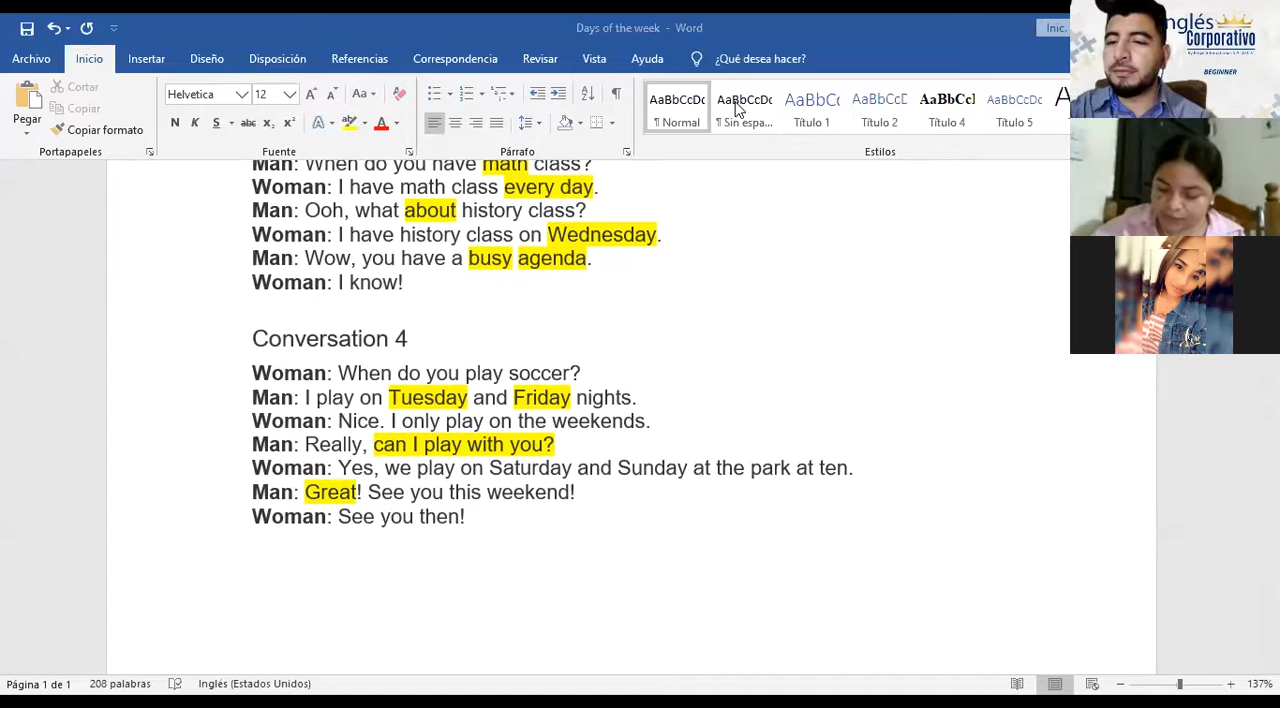 Days of the week - Word
Inic.
Inglés
Corporativo
BEGINNER
Archivo Inicio Insertar Diseño Disposición Referencias Correspondencia Revisar Vista Ayuda ¿Qué desea hacer?
Pegar
Cortar
Copiar
Copiar formato
Portapapeles
Helvetica 12
N K S abc x₂ x²
Fuente
Párrafo
AaBbCcDc AaBbCcDc AaBbC AaBbCcD AaBbCcI AaBbCcD
¶ Normal ¶ Sin espa... Título 1 Título 2 Título 4 Título 5
Estilos
Man: When do you have math class?
Woman: I have math class every day.
Man: Ooh, what about history class?
Woman: I have history class on Wednesday.
Man: Wow, you have a busy agenda.
Woman: I know!
Conversation 4
Woman: When do you play soccer?
Man: I play on Tuesday and Friday nights.
Woman: Nice. I only play on the weekends.
Man: Really, can I play with you?
Woman: Yes, we play on Saturday and Sunday at the park at ten.
Man: Great! See you this weekend!
Woman: See you then!
Página 1 de 1 208 palabras Inglés (Estados Unidos) 137%